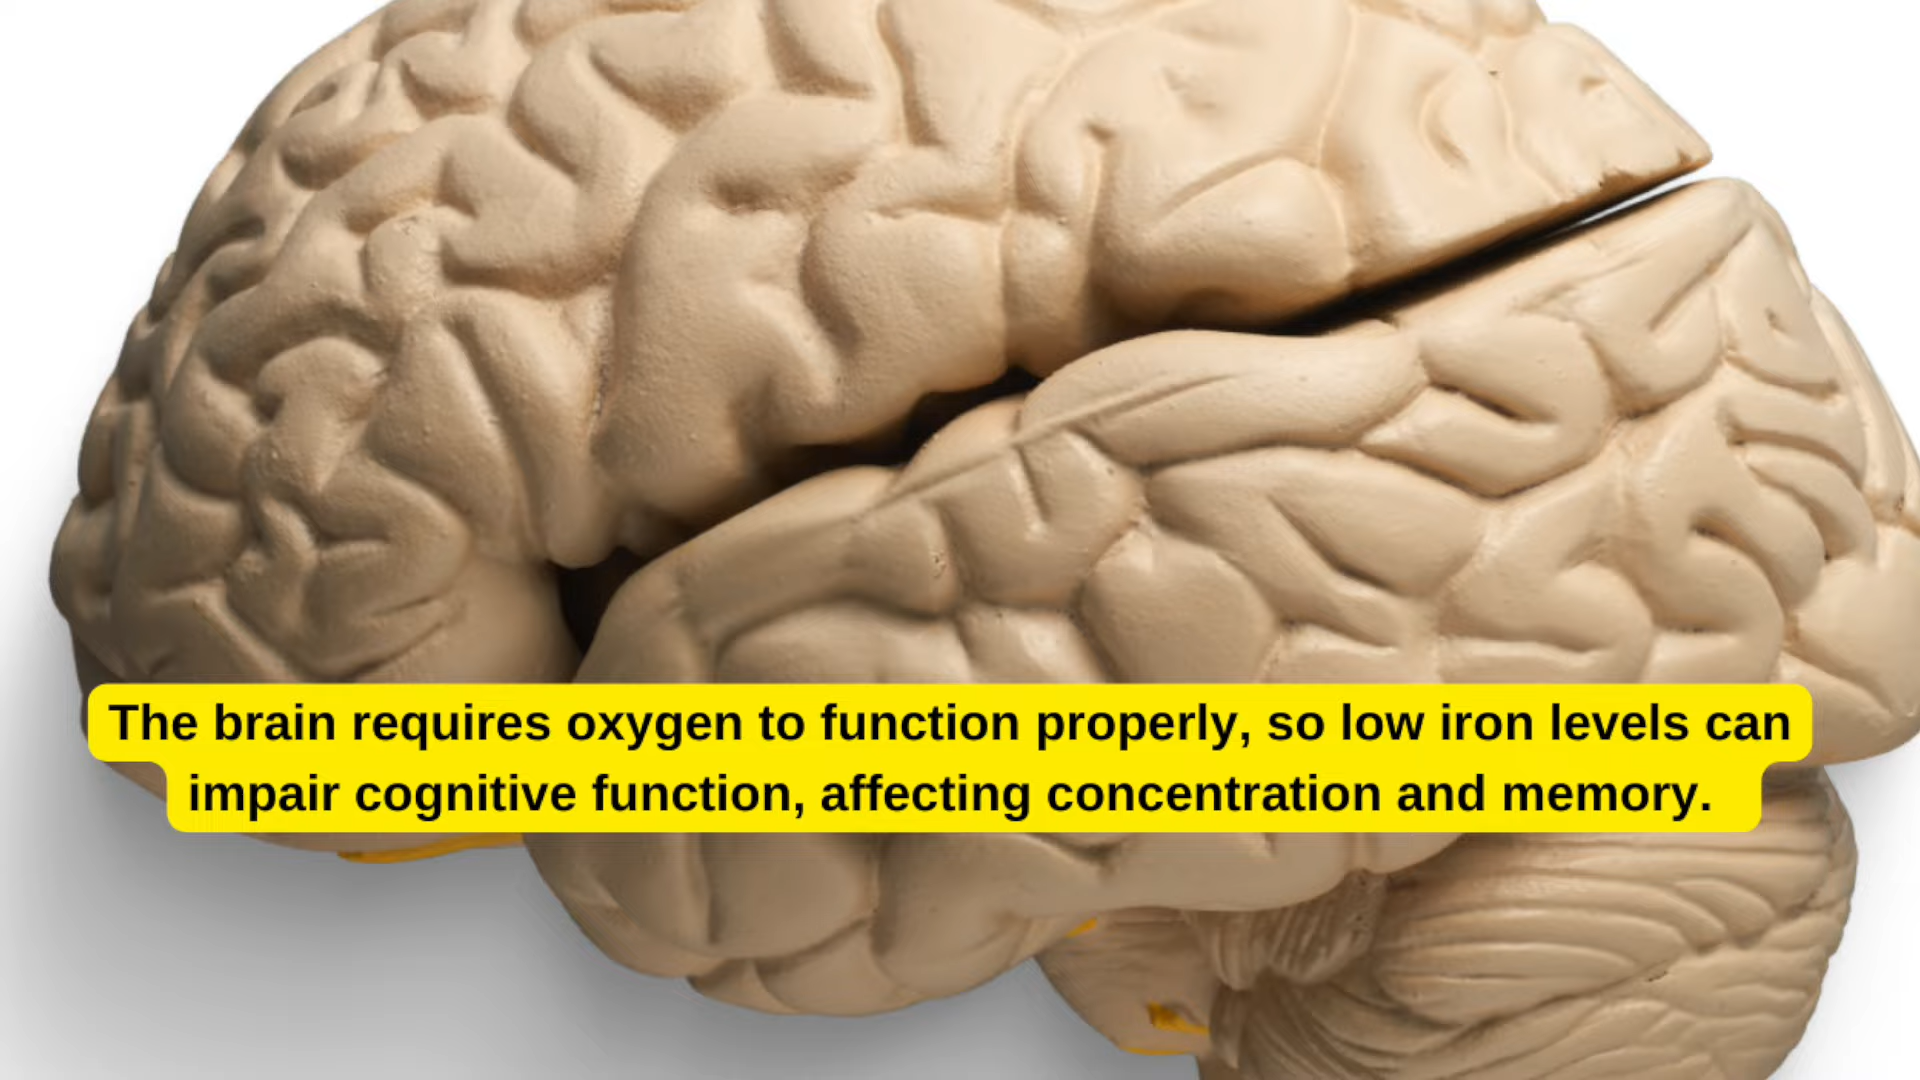 The brain requires oxygen to function properly, so low iron levels can
impair cognitive function, affecting concentration and memory.